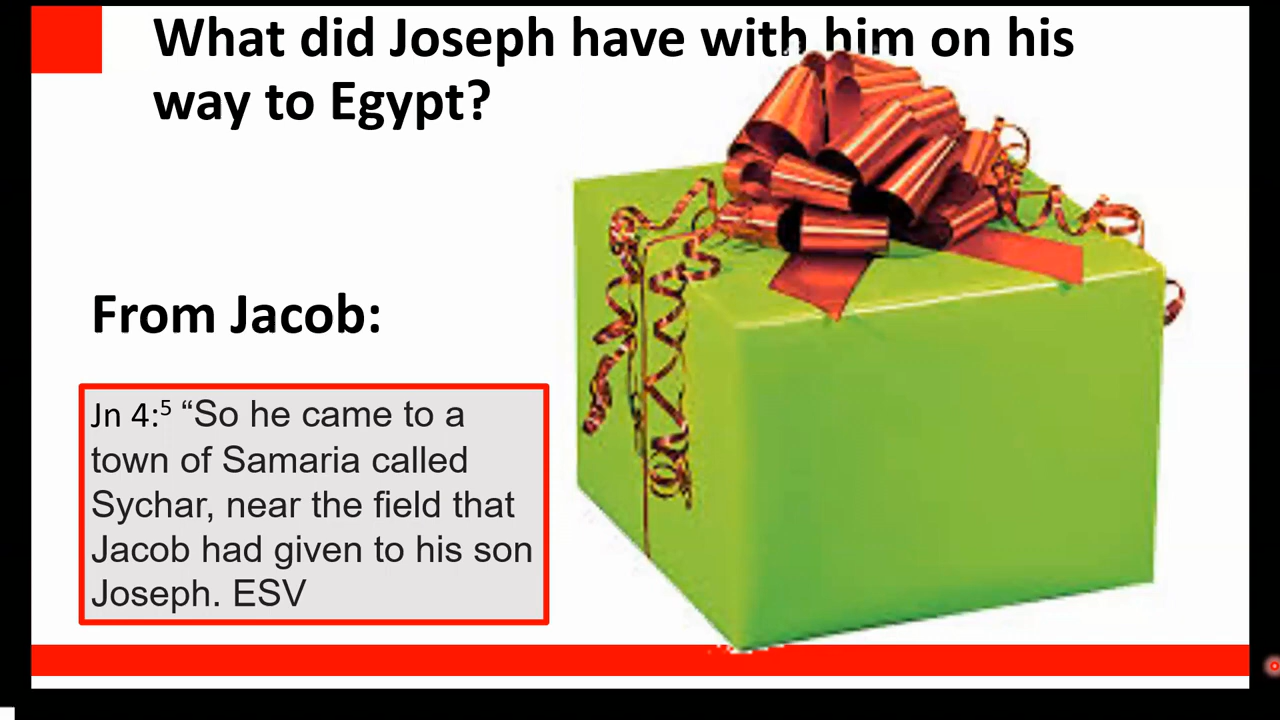 What did Joseph have with him on his
way to Egypt?
From Jacob:
Jn 4:⁵ “So he came to a
town of Samaria called
Sychar, near the field that
Jacob had given to his son
Joseph. ESV